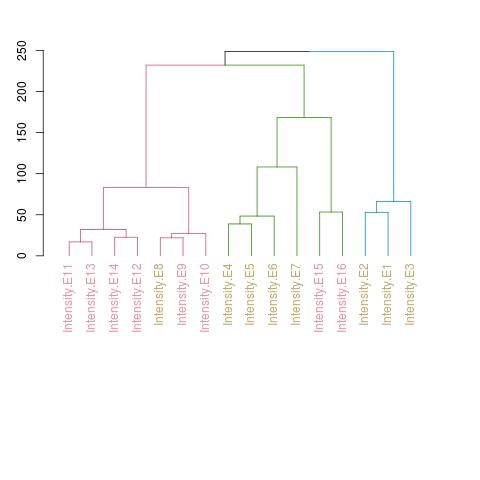 250
200
150
100
50
0
Intensity.E11
Intensity.E13
Intensity.E14
Intensity.E12
Intensity.E8
Intensity.E9
Intensity.E10
Intensity.E4
Intensity.E5
Intensity.E6
Intensity.E7
Intensity.E15
Intensity.E16
Intensity.E2
Intensity.E1
Intensity.E3